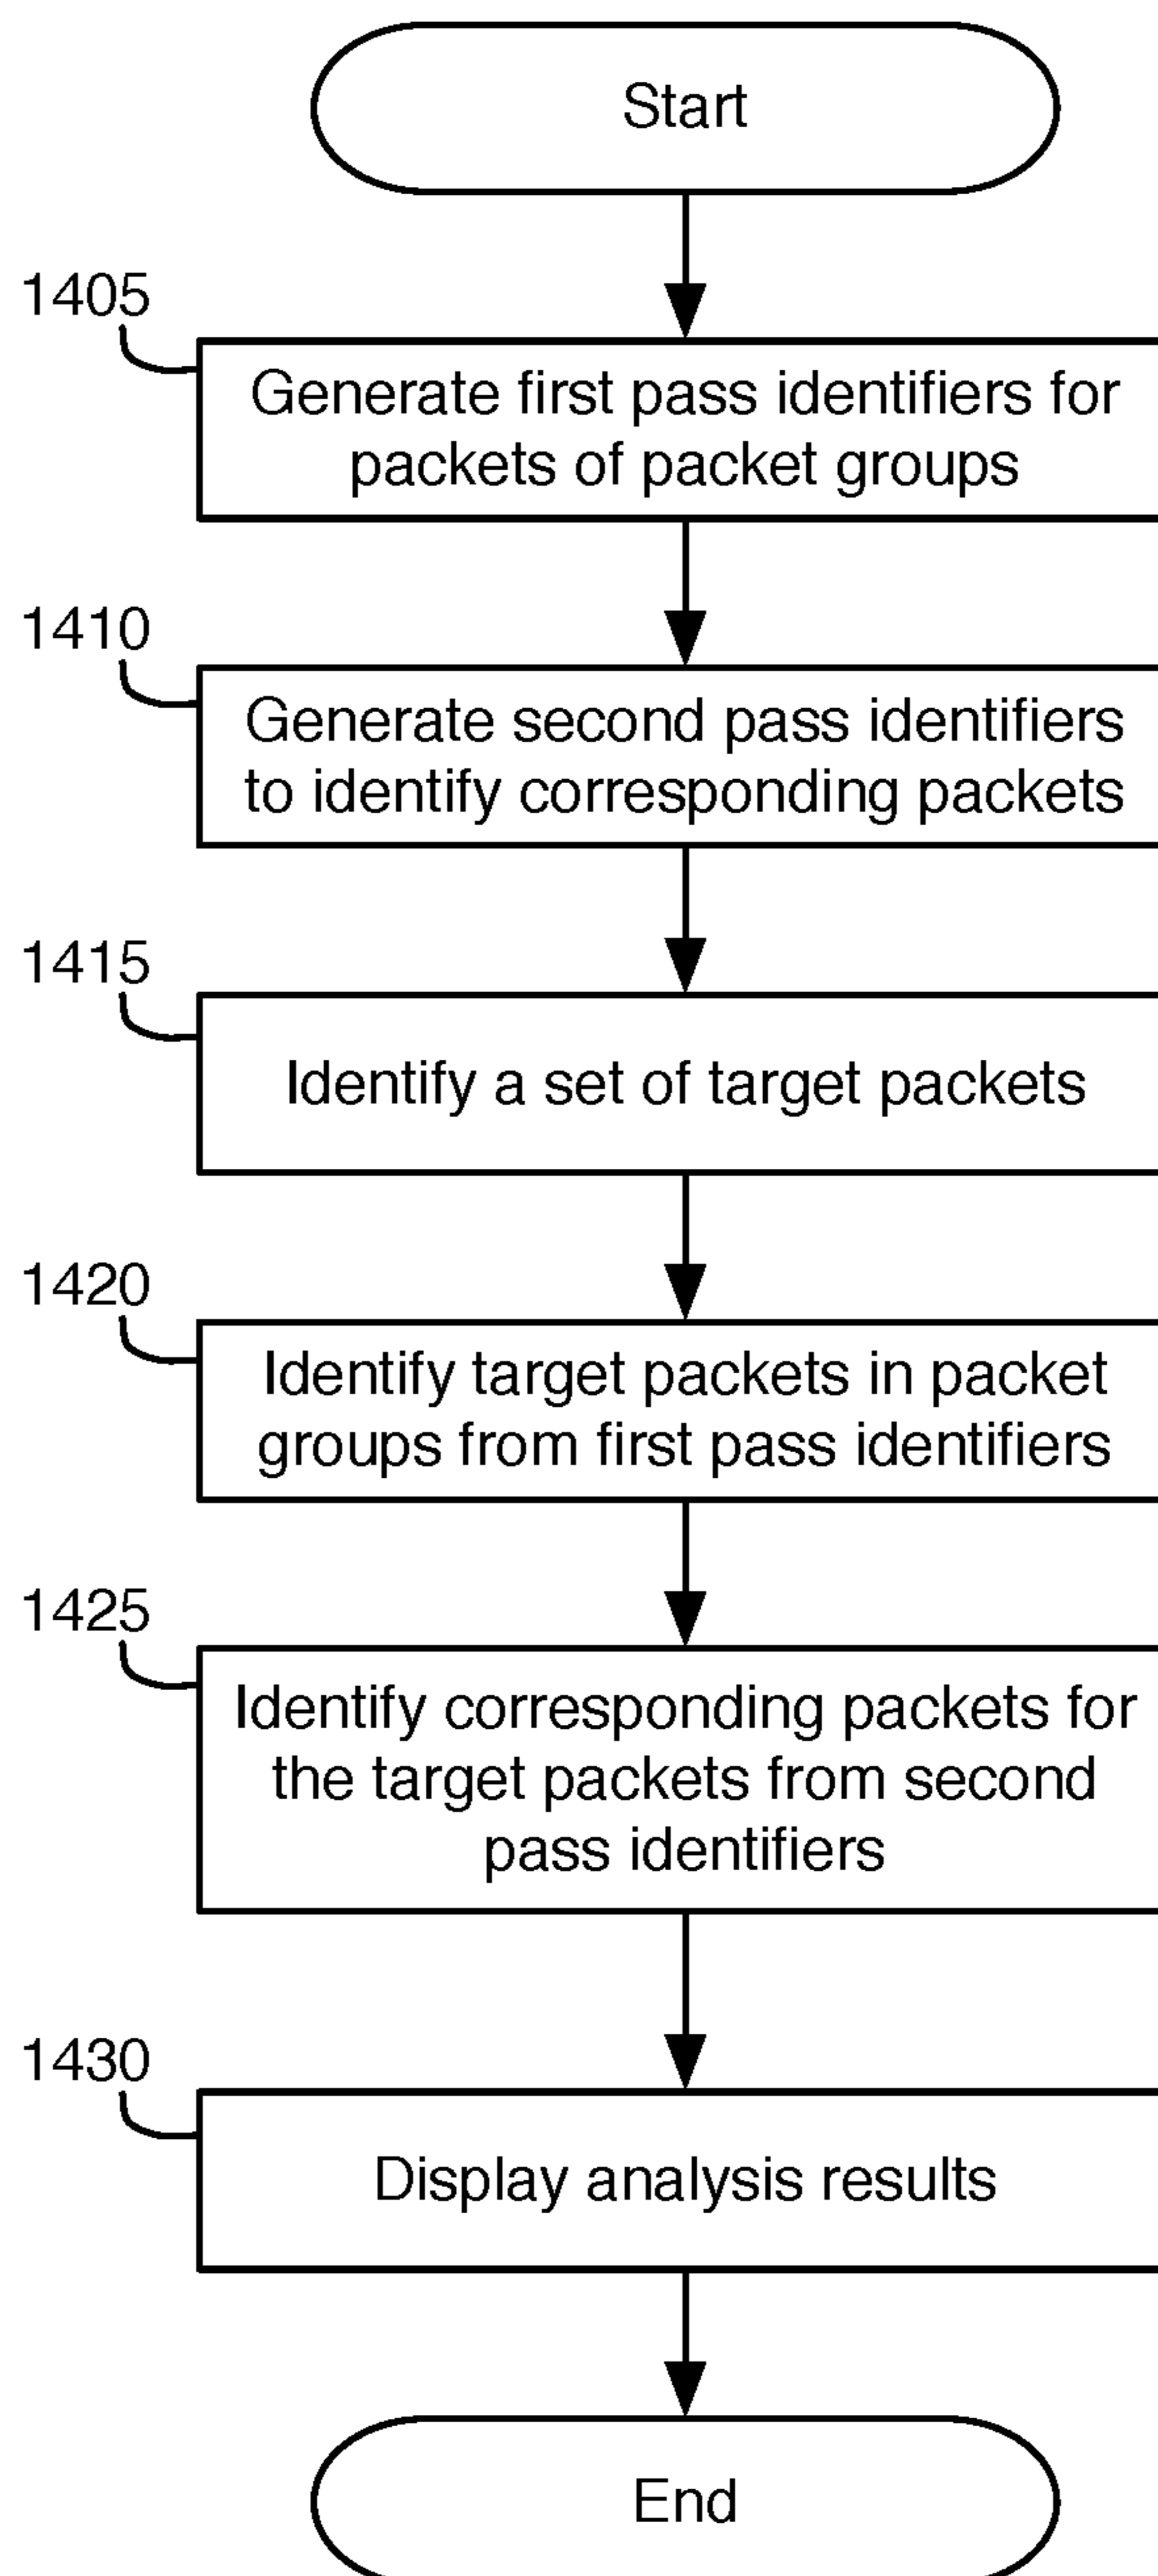 Start
1405
Generate first pass identifiers for
packets of packet groups
1410
Generate second pass identifiers
to identify corresponding packets
1415
Identify a set of target packets
1420
Identify target packets in packet
groups from first pass identifiers
1425
Identify corresponding packets for
the target packets from second
pass identifiers
1430
Display analysis results
End